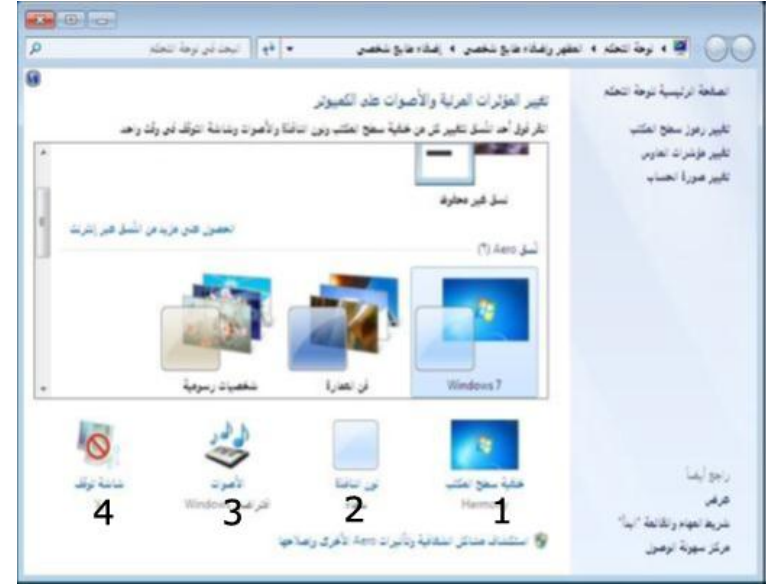 لوحة التحكم ‹ المظهر وإضفاء طابع شخصي ‹ إضفاء طابع شخصي
البحث في لوحة التحكم
الصفحة الرئيسية للوحة التحكم
تغيير رموز سطح المكتب
تغيير مؤشرات الماوس
تغيير صورة الحساب
تغيير المؤثرات المرئية والأصوات على الكمبيوتر
انقر فوق أحد النسق لتغيير كل من خلفية سطح المكتب ولون النافذة والأصوات وشاشة التوقف في وقت واحد
نسق غير محفوظ
الحصول على مزيد من النسق عبر إنترنت
نسق Aero (٦)
Windows 7
فن العمارة
شخصيات رسومية
خلفية سطح المكتب
Harmony
1
لون النافذة
2
الأصوات
Windows
3
شاشة توقف
4
استكشاف مشاكل الشفافية وتأثيرات Aero الأخرى وإصلاحها
راجع أيضاً
عرض
شريط المهام والقائمة "ابدأ"
مركز سهولة الوصول